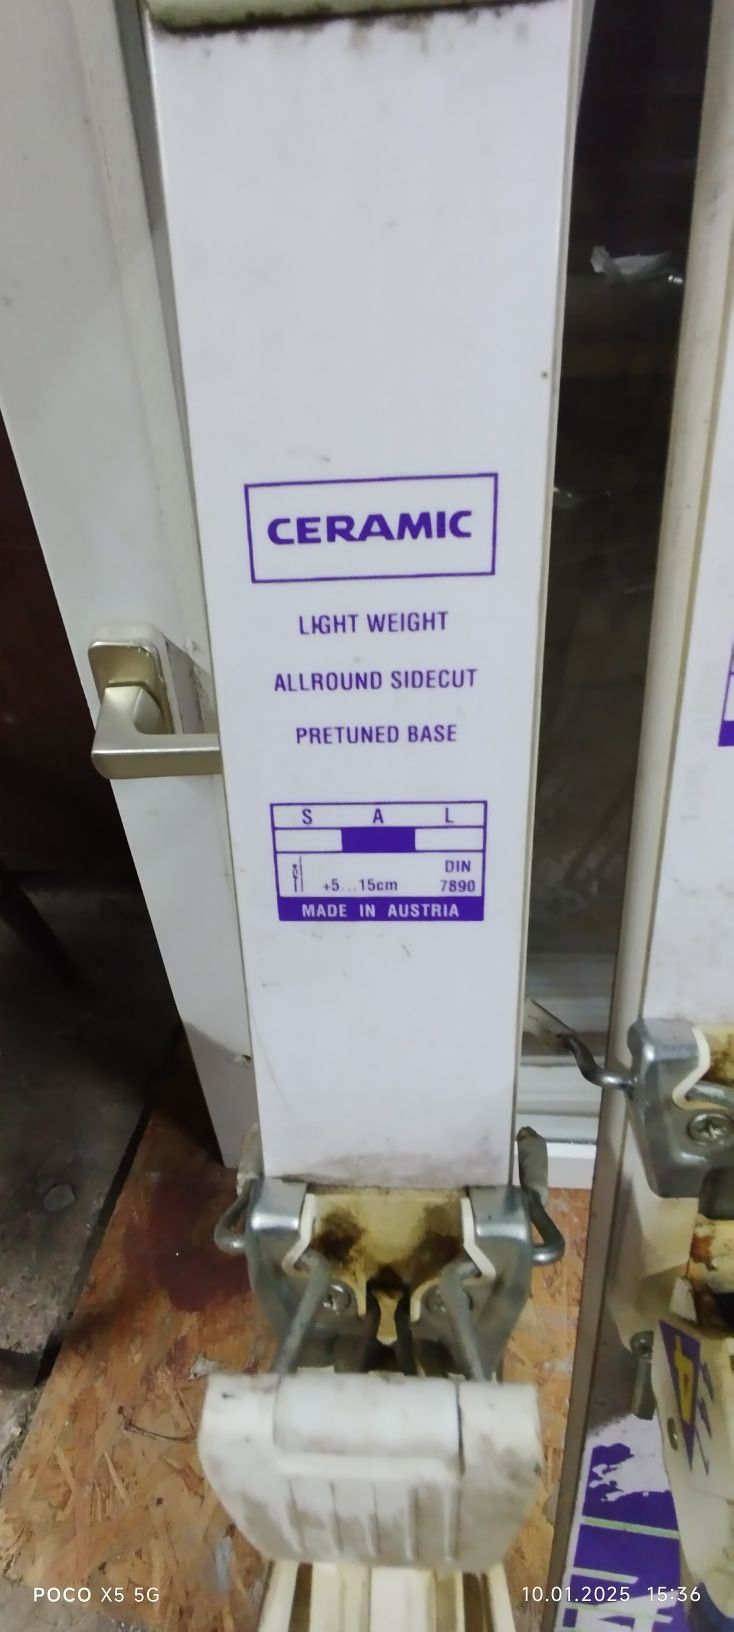 CERAMIC
LIGHT WEIGHT
ALLROUND SIDECUT
PRETUNED BASE
S A L
DIN
+5...15cm 7890
MADE IN AUSTRIA
4
POCO X5 5G
10.01.2025 15:36